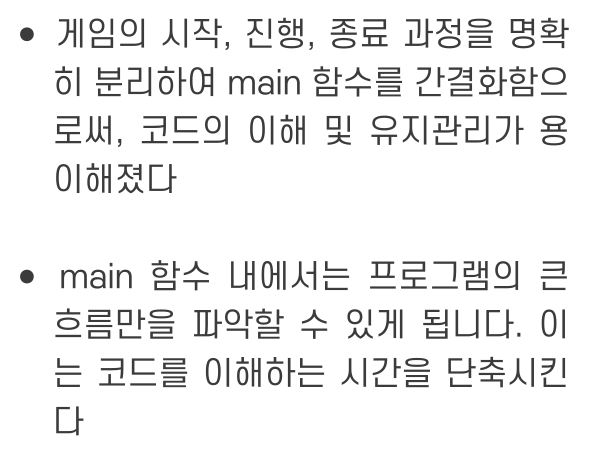 • 게임의 시작, 진행, 종료 과정을 명확
히 분리하여 main 함수를 간결화함으
로써, 코드의 이해 및 유지관리가 용
이해졌다
• main 함수 내에서는 프로그램의 큰
흐름만을 파악할 수 있게 됩니다. 이
는 코드를 이해하는 시간을 단축시킨
다